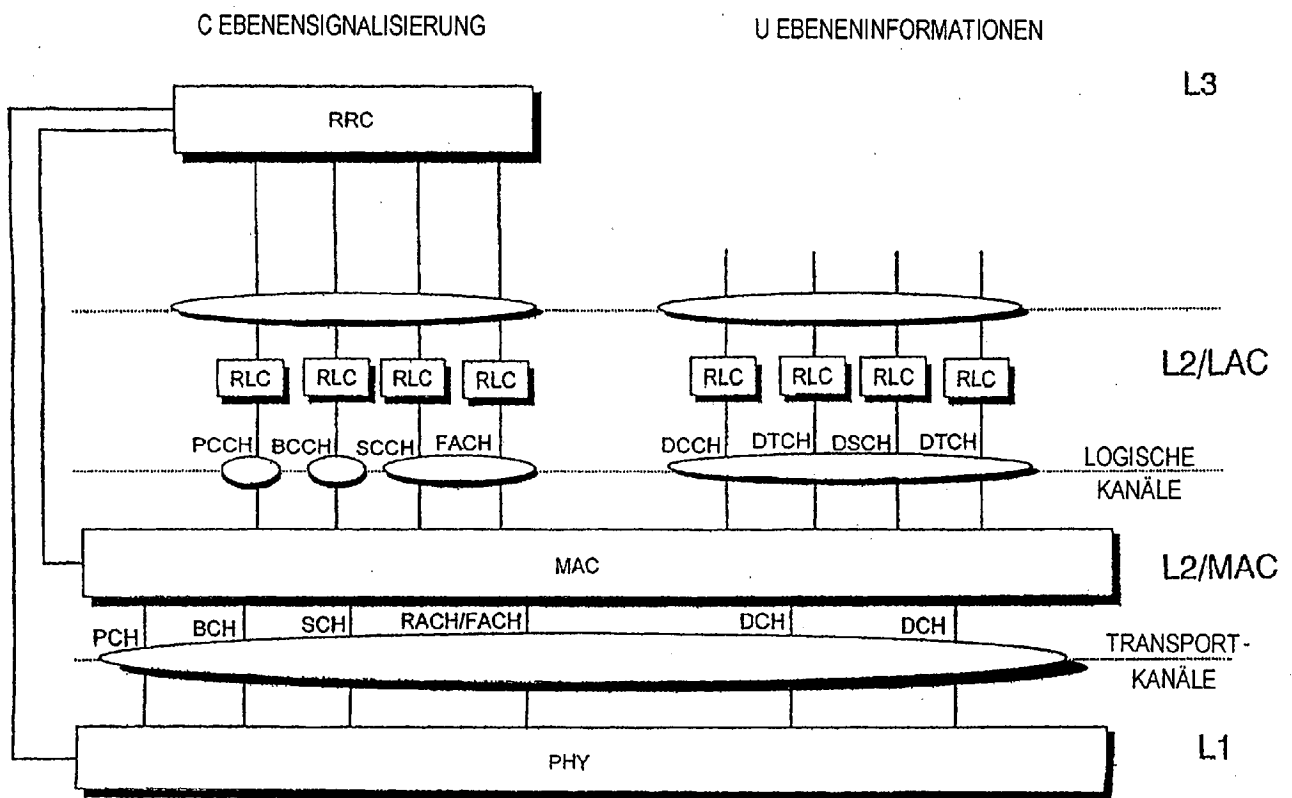 C EBENENSIGNALISIERUNG
U EBENENINFORMATIONEN
L3
RRC
RLC
RLC
RLC
RLC
RLC
RLC
RLC
RLC
L2/LAC
PCCH
BCCH
SCCH
FACH
DCCH
DTCH
DSCH
DTCH
LOGISCHE
KANÄLE
MAC
L2/MAC
PCH
BCH
SCH
RACH/FACH
DCH
DCH
TRANSPORT-
KANÄLE
PHY
L1